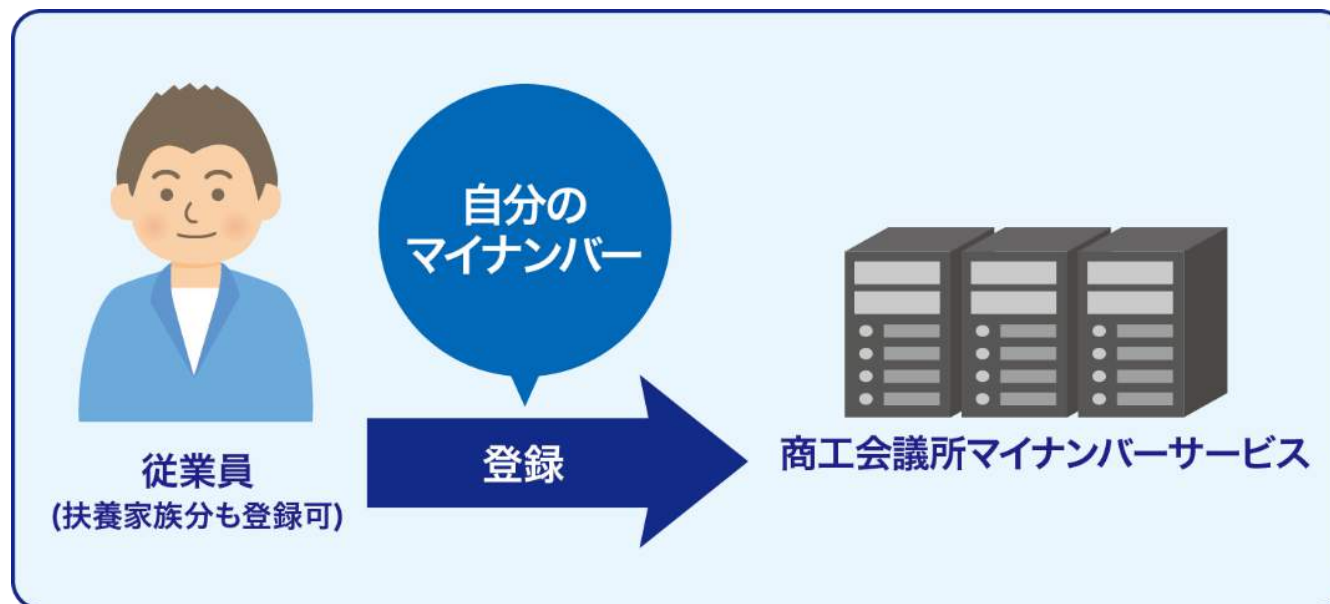 自分の
マイナンバー
登録
従業員
(扶養家族分も登録可)
商工会議所マイナンバーサービス